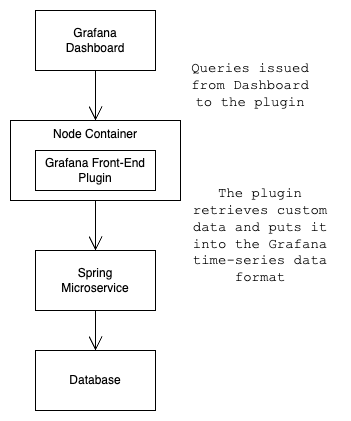 Grafana
Dashboard
Queries issued
from Dashboard
to the plugin
Node Container
Grafana Front-End
Plugin
The plugin
retrieves custom
data and puts it
into the Grafana
time-series data
format
Spring
Microservice
Database